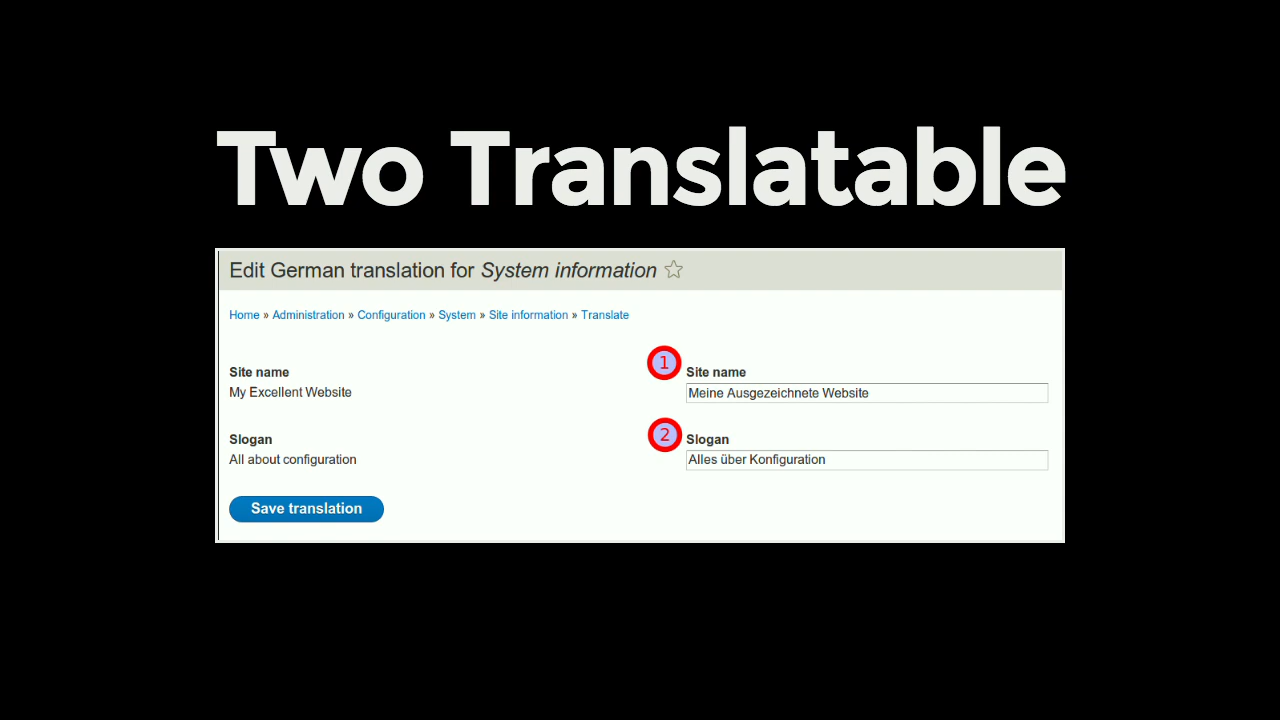 Two Translatable
Edit German translation for System information
Home » Administration » Configuration » System » Site information » Translate
Site name
My Excellent Website
1
Site name
Meine Ausgezeichnete Website
Slogan
All about configuration
2
Slogan
Alles über Konfiguration
Save translation